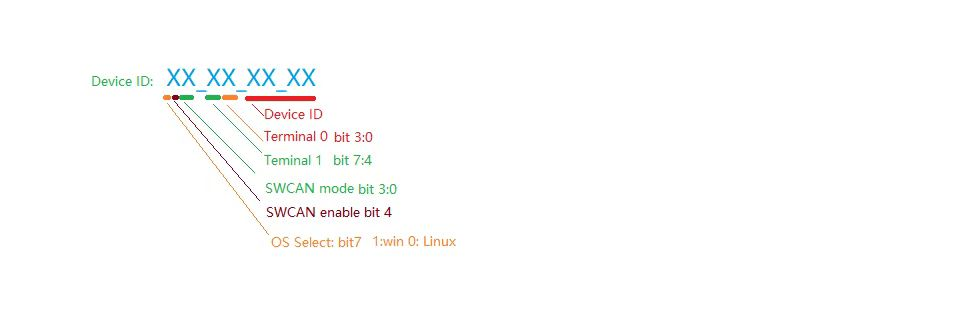 Device ID: XX_XX_XX_XX
Device ID
Terminal 0 bit 3:0
Teminal 1 bit 7:4
SWCAN mode bit 3:0
SWCAN enable bit 4
OS Select: bit7 1:win 0: Linux